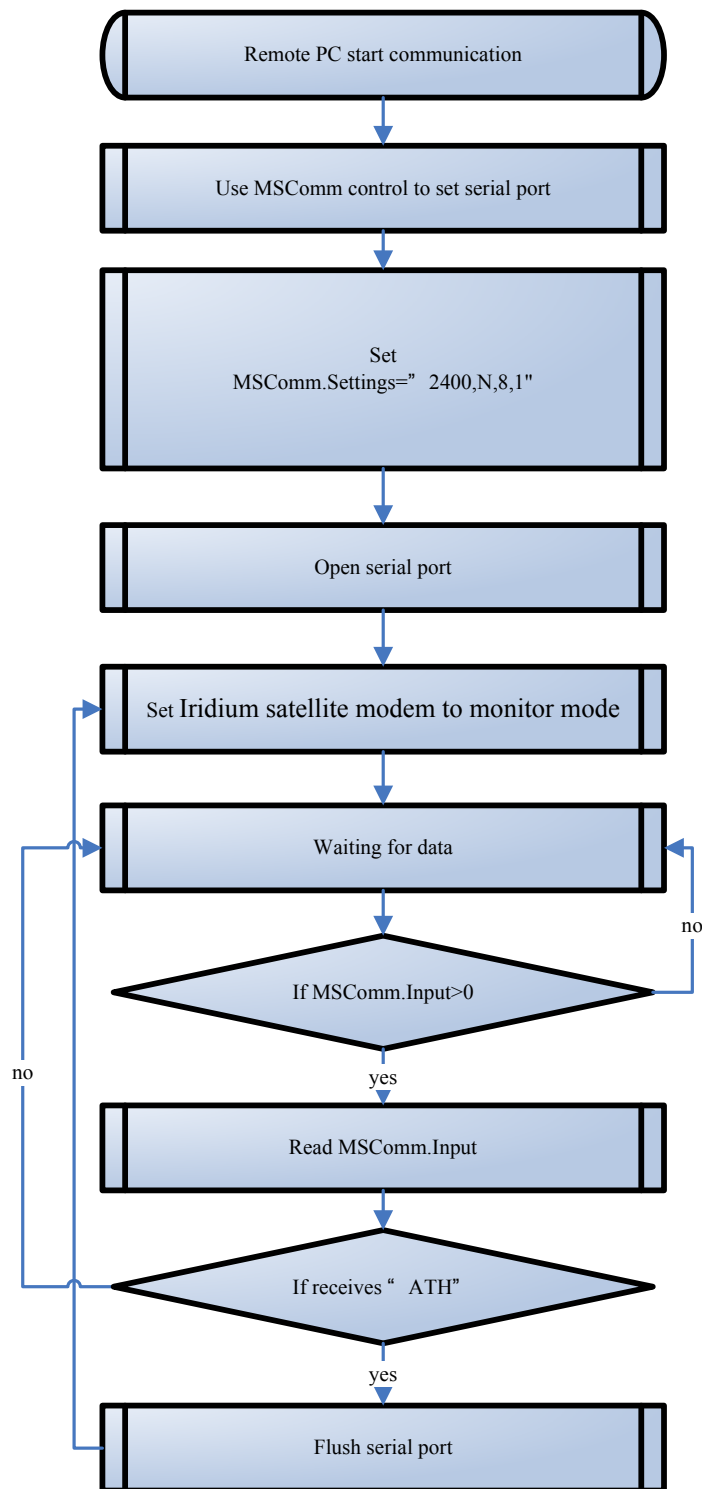 Remote PC start communication
Use MSComm control to set serial port
Set
MSComm.Settings=” 2400,N,8,1"
Open serial port
Set Iridium satellite modem to monitor mode
Waiting for data
no
If MSComm.Input>0
no
yes
Read MSComm.Input
If receives “ ATH”
yes
Flush serial port